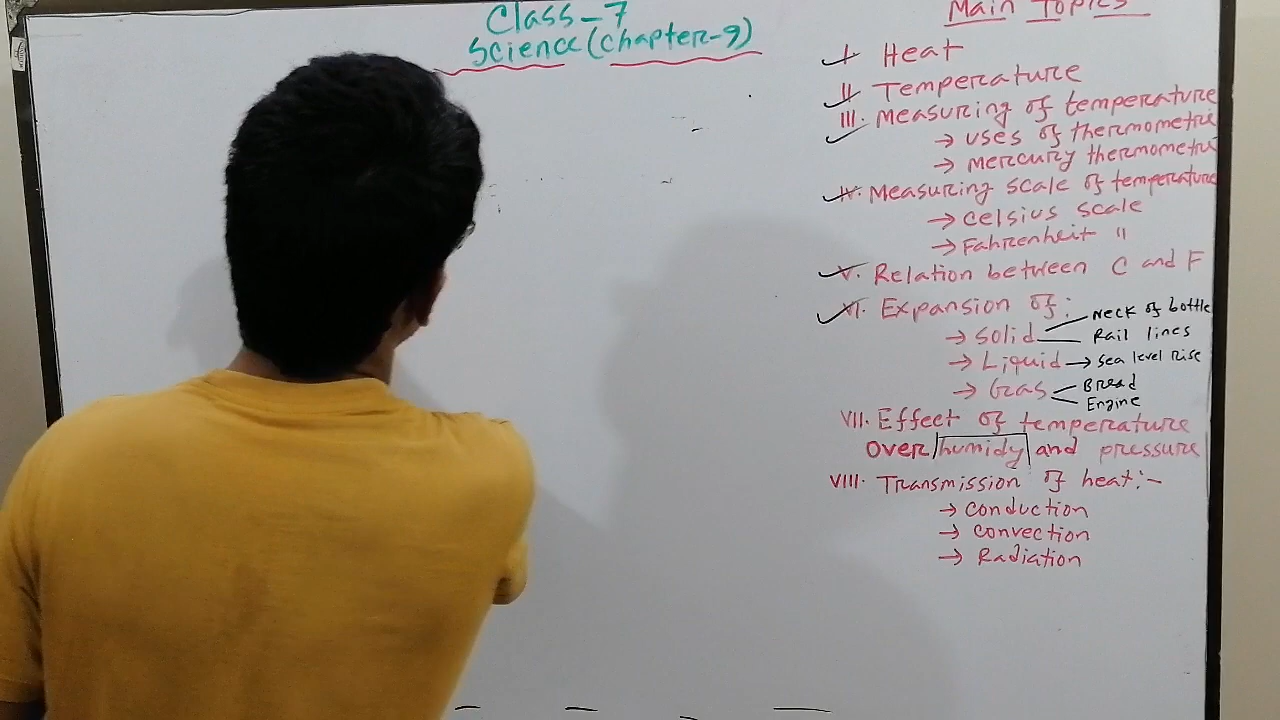 Class-7
Science (chapter-9)
Main Topics
I Heat
II Temperature
III. Measuring of temperature
→ uses of thermometri
→ mercury thermometri
IV. Measuring scale of temperature
→ Celsius scale
→ Fahrenheit "
V. Relation between C and F
VI. Expansion of:
→ Solid Neck of bottle
Rail lines
→ Liquid → Sea level rise
→ Gas Bread
Engine
VII. Effect of temperature
over humidy and pressure
VIII. Transmission of heat:-
→ conduction
→ convection
→ Radiation